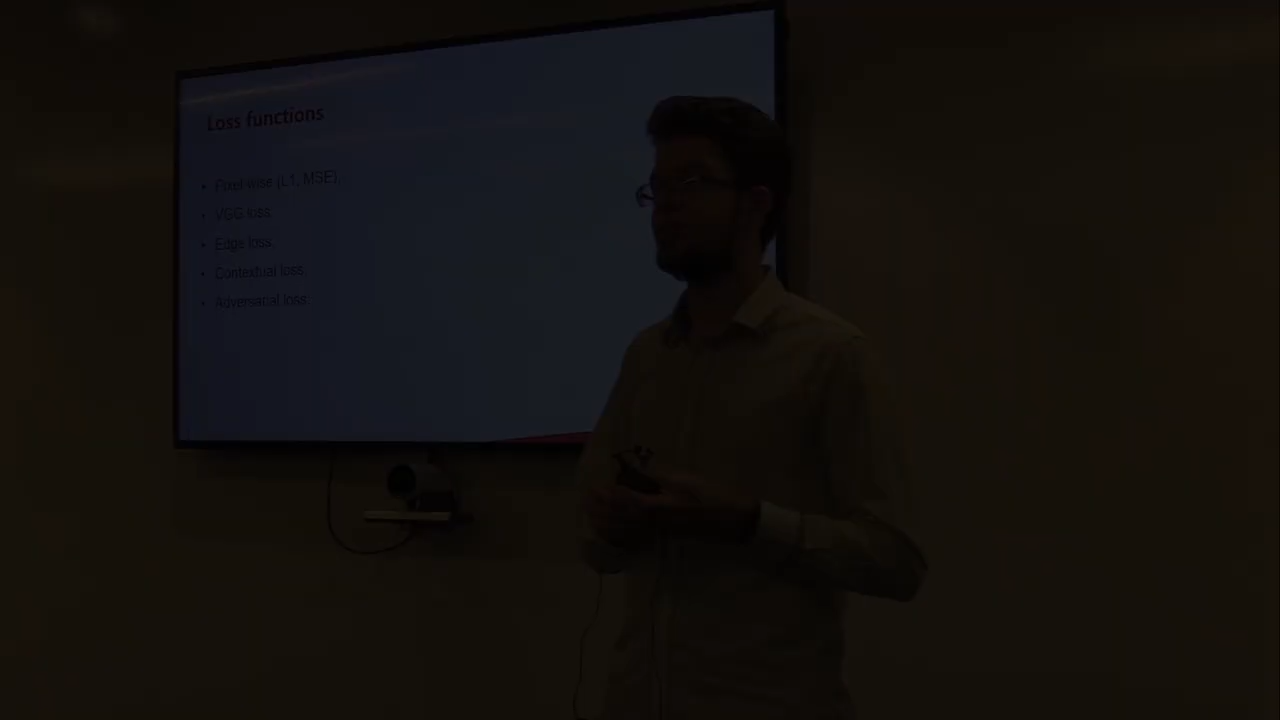 Loss functions
• Pixel-wise (L1, MSE);
• VGG loss;
• Edge loss;
• Contextual loss;
• Adversarial loss.